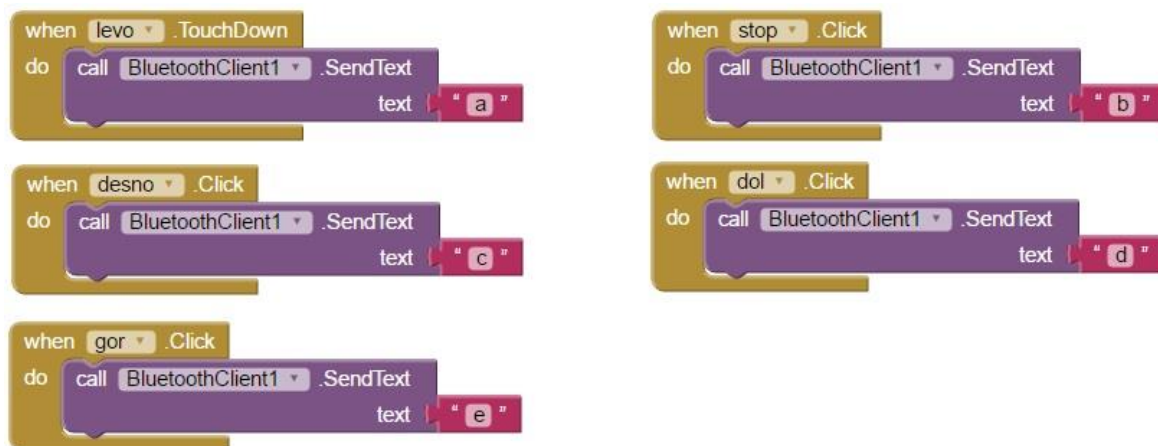 when levo .TouchDown
do call BluetoothClient1 .SendText
text " a "
when stop .Click
do call BluetoothClient1 .SendText
text " b "
when desno .Click
do call BluetoothClient1 .SendText
text " c "
when dol .Click
do call BluetoothClient1 .SendText
text " d "
when gor .Click
do call BluetoothClient1 .SendText
text " e "